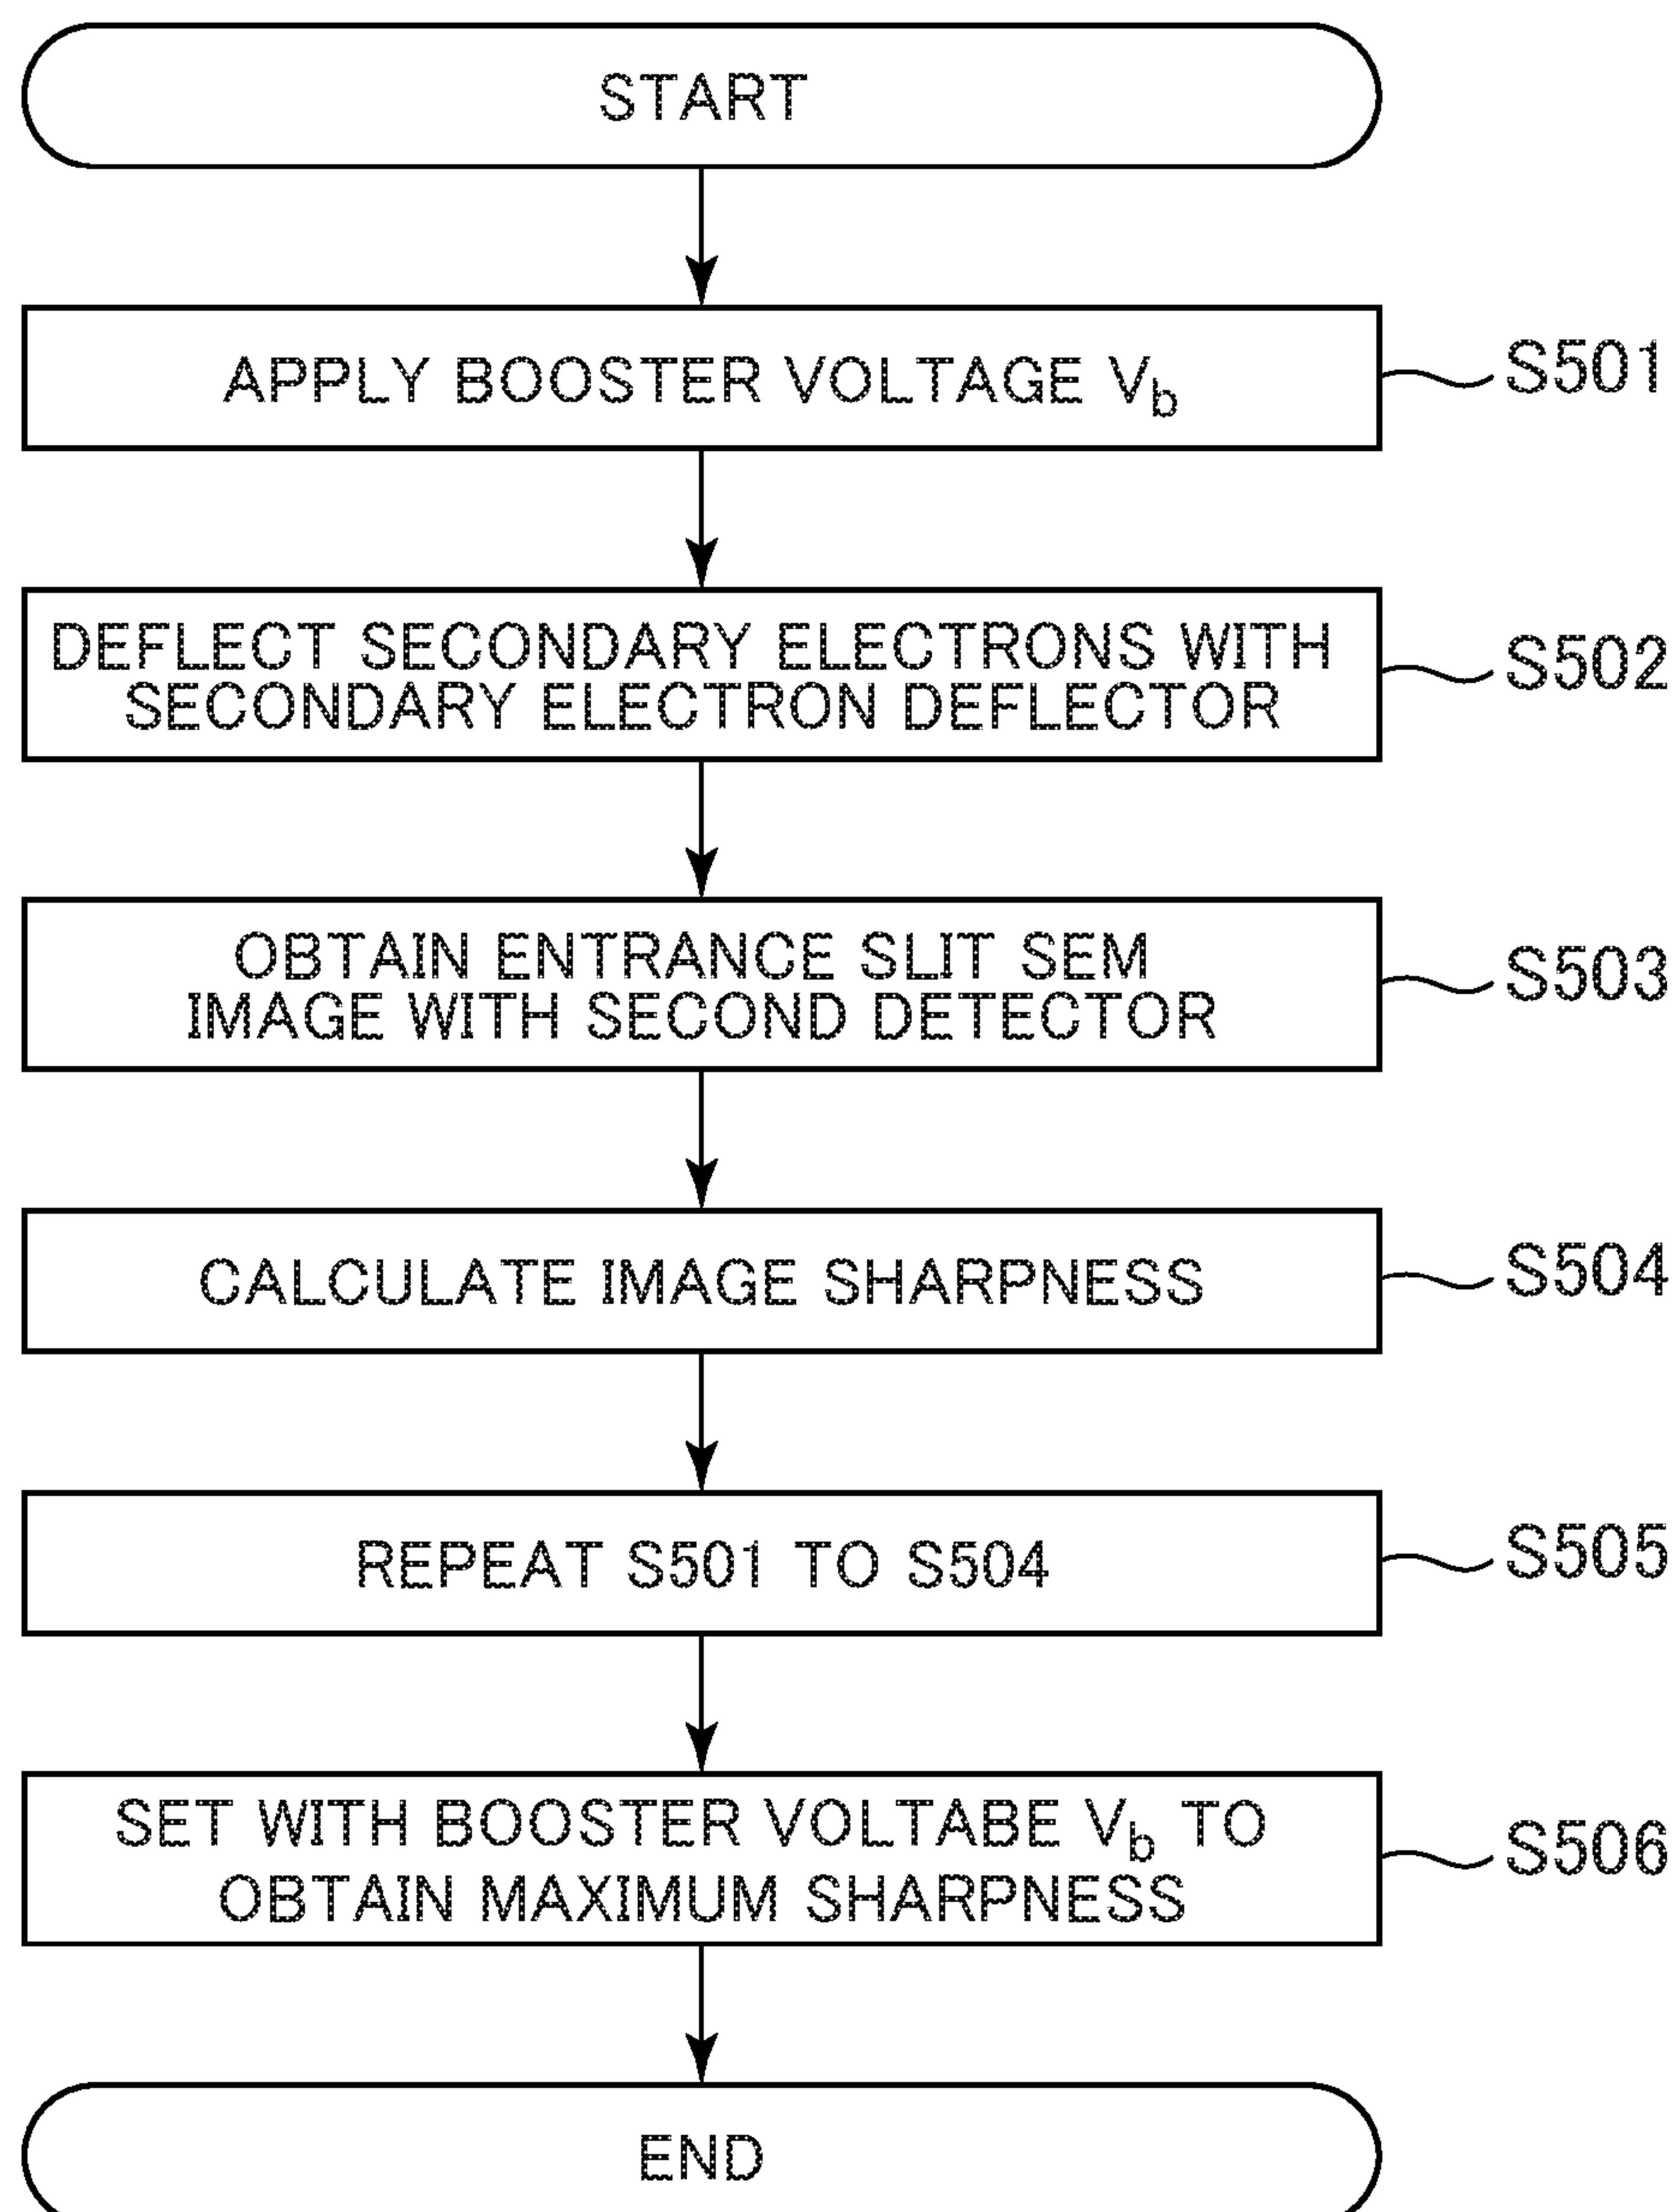 START
APPLY BOOSTER VOLTAGE Vb
S501
DEFLECT SECONDARY ELECTRONS WITH
SECONDARY ELECTRON DEFLECTOR
S502
OBTAIN ENTRANCE SLIT SEM
IMAGE WITH SECOND DETECTOR
S503
CALCULATE IMAGE SHARPNESS
S504
REPEAT S501 TO S504
S505
SET WITH BOOSTER VOLTABE Vb TO
OBTAIN MAXIMUM SHARPNESS
S506
END